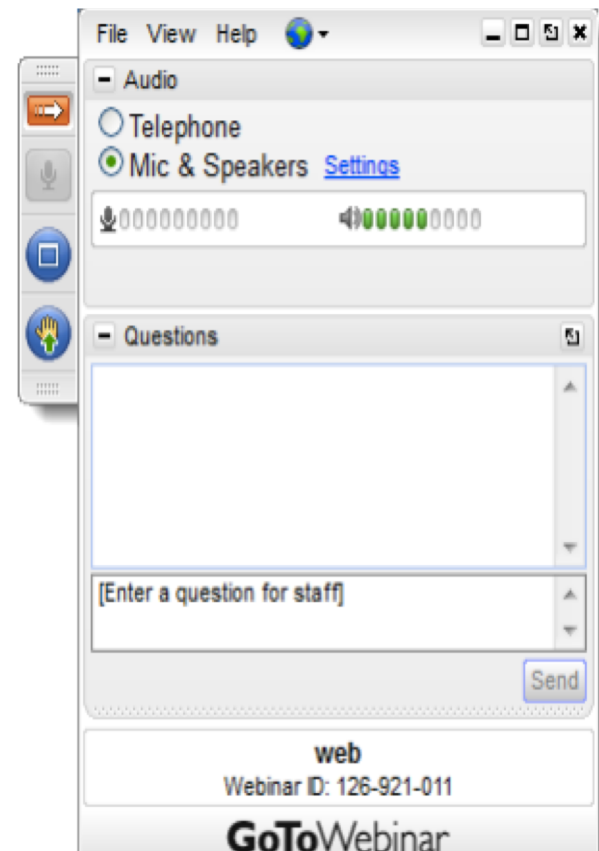 File View Help
Audio
Telephone
Mic & Speakers Settings
Questions
[Enter a question for staff]
Send
web
Webinar ID: 126-921-011
GoToWebinar